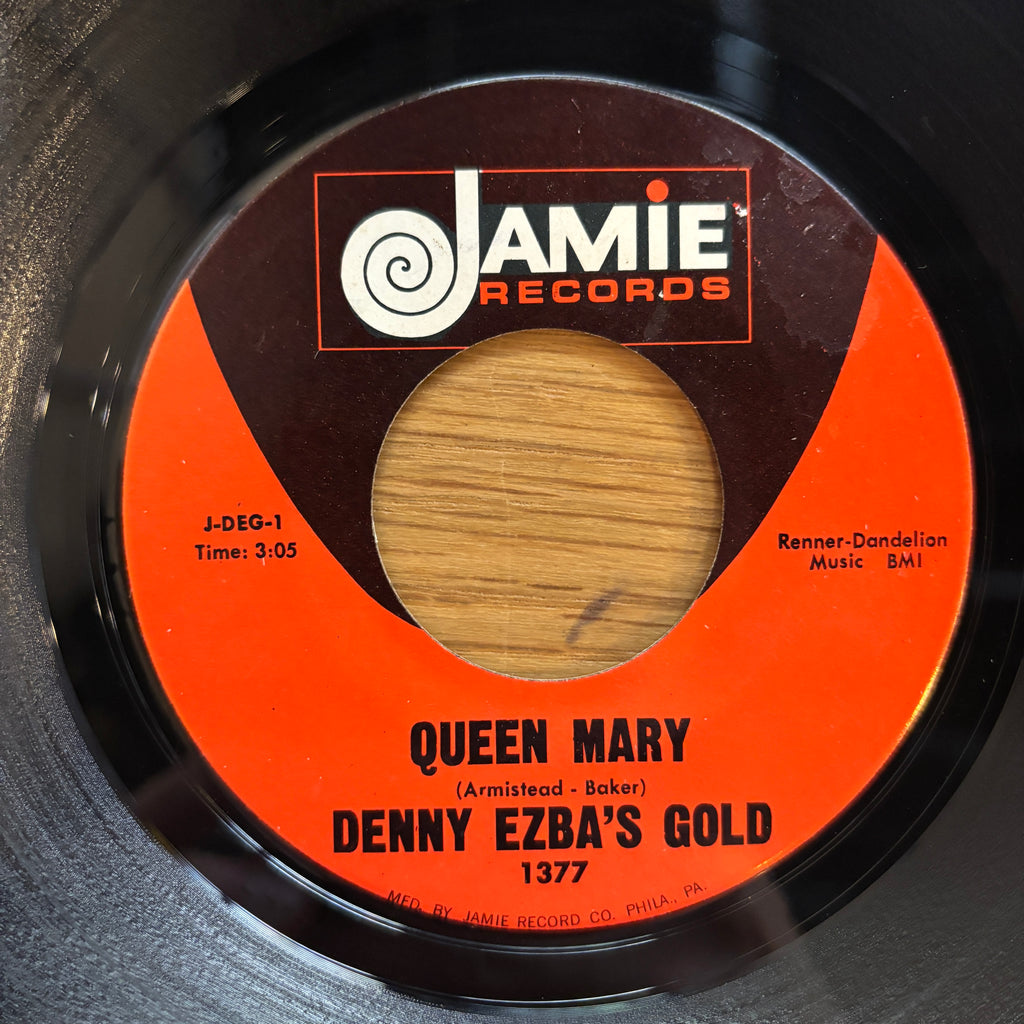 JAMIE
RECORDS
J-DEG-1
Time: 3:05
Renner-Dandelion
Music BMI
QUEEN MARY
(Armistead - Baker)
DENNY EZBA'S GOLD
1377
MFD. BY JAMIE RECORD CO. PHILA., PA.